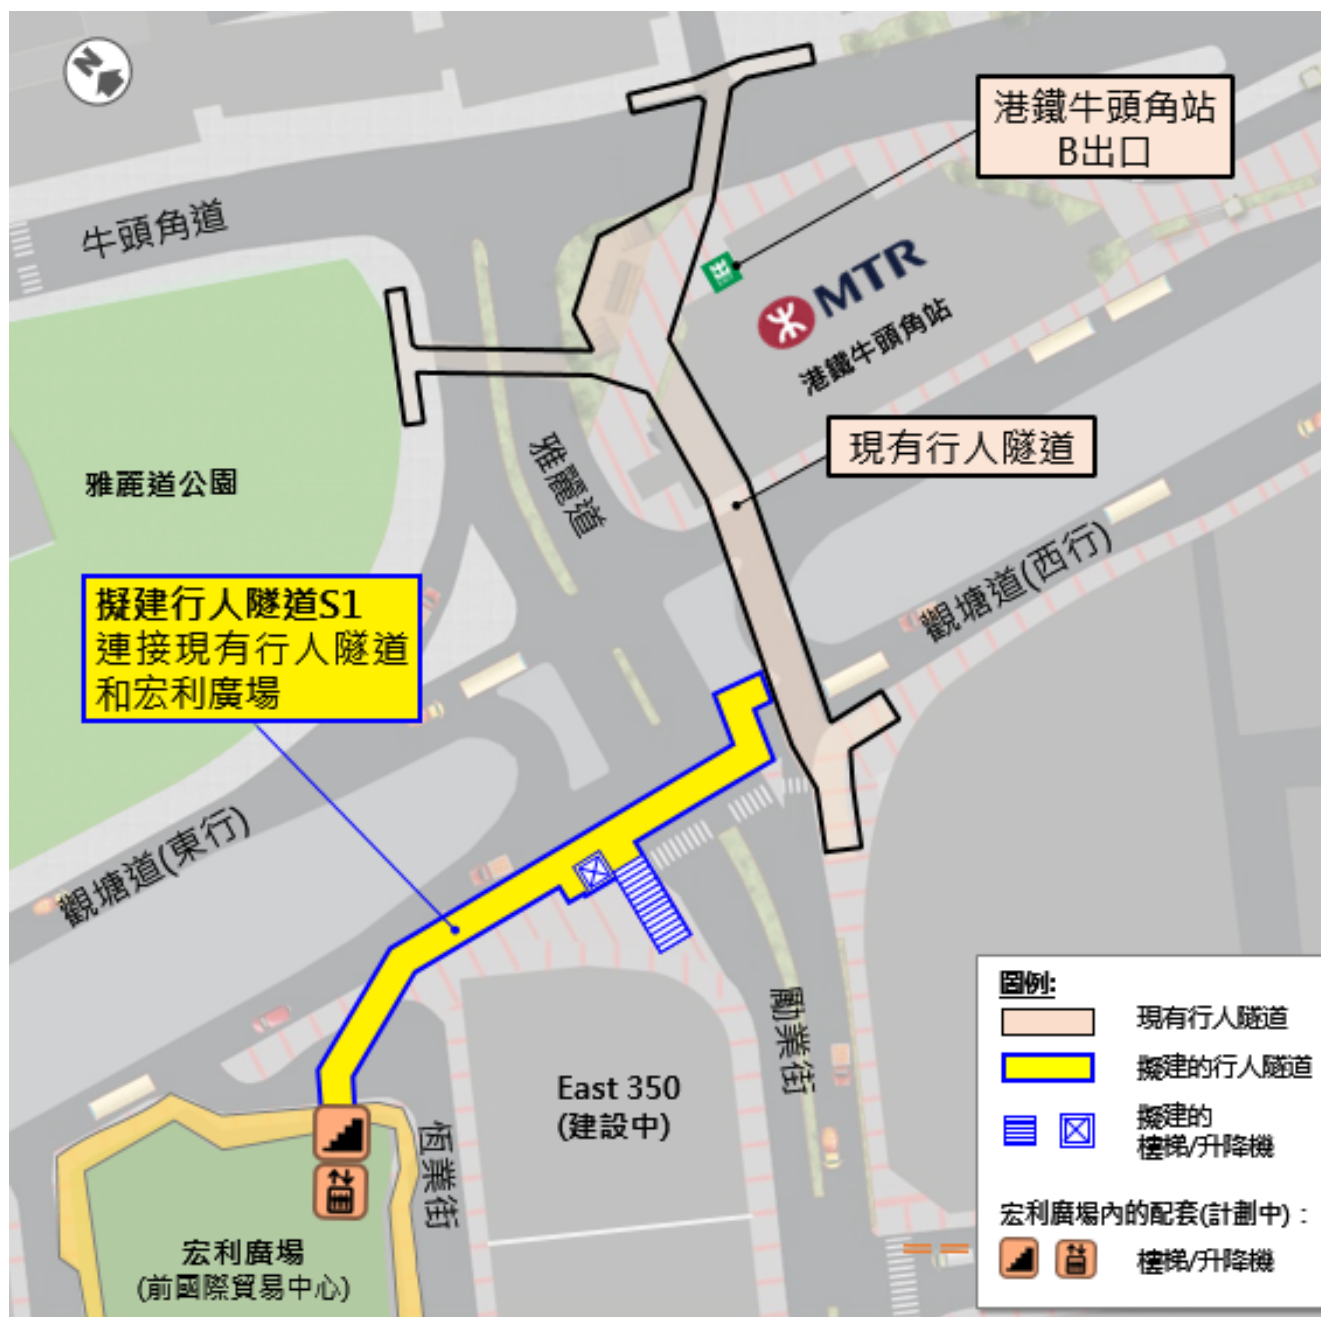 N
港鐵牛頭角站
B出口
牛頭角道
MTR
港鐵牛頭角站
現有行人隧道
雅麗道
雅麗道公園
觀塘道(西行)
擬建行人隧道S1
連接現有行人隧道
和宏利廣場
觀塘道(東行)
勵業街
East 350
(建設中)
恆業街
宏利廣場
(前國際貿易中心)
圖例:
現有行人隧道
擬建的行人隧道
擬建的
樓梯/升降機
宏利廣場內的配套(計劃中)：
樓梯/升降機